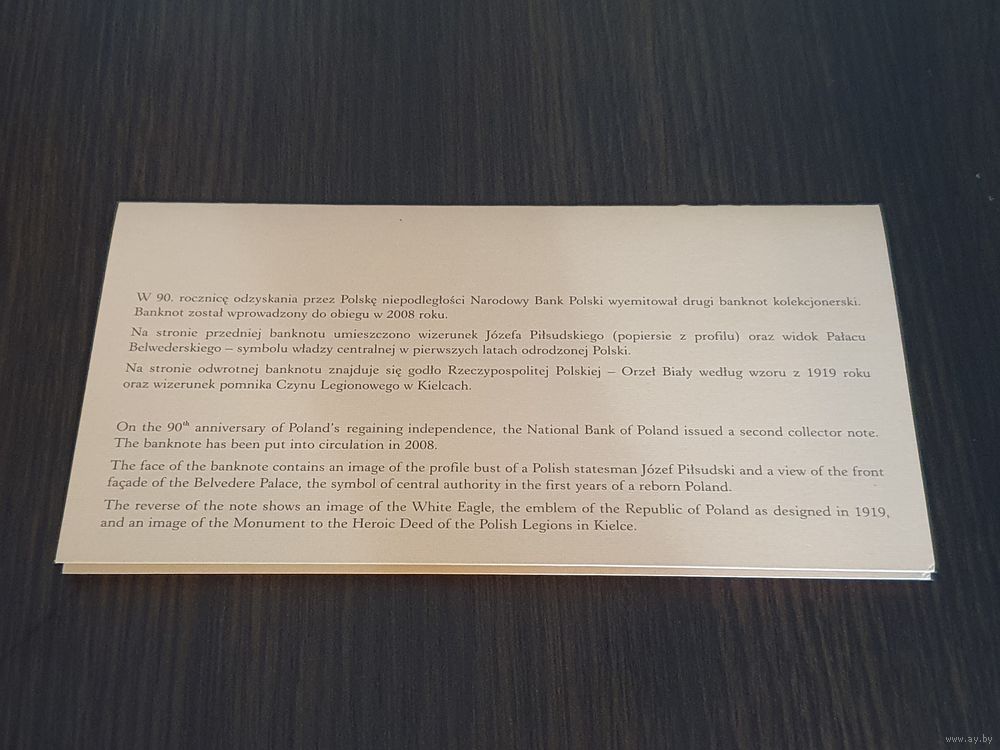 W 90. rocznicę odzyskania przez Polskę niepodległości Narodowy Bank Polski wyemitował drugi banknot kolekcjonerski.
Banknot został wprowadzony do obiegu w 2008 roku.
Na stronie przedniej banknotu umieszczono wizerunek Józefa Piłsudskiego (popiersie z profilu) oraz widok Pałacu
Belwederskiego – symbolu władzy centralnej w pierwszych latach odrodzonej Polski.
Na stronie odwrotnej banknotu znajduje się godło Rzeczypospolitej Polskiej – Orzeł Biały według wzoru z 1919 roku
oraz wizerunek pomnika Czynu Legionowego w Kielcach.
On the 90th anniversary of Poland's regaining independence, the National Bank of Poland issued a second collector note.
The banknote has been put into circulation in 2008.
The face of the banknote contains an image of the profile bust of a Polish statesman Józef Piłsudski and a view of the front
façade of the Belvedere Palace, the symbol of central authority in the first years of a reborn Poland.
The reverse of the note shows an image of the White Eagle, the emblem of the Republic of Poland as designed in 1919,
and an image of the Monument to the Heroic Deed of the Polish Legions in Kielce.
www.ay.by